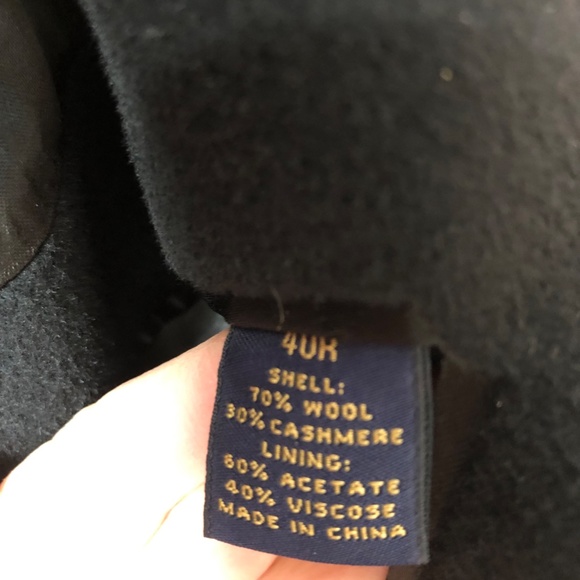 40R
SHELL:
70% WOOL
30% CASHMERE
LINING:
60% ACETATE
40% VISCOSE
MADE IN CHINA